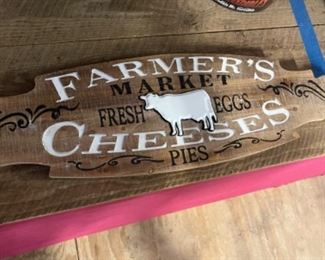 FARMER'S
MARKET
FRESH EGGS
CHEESES
PIES